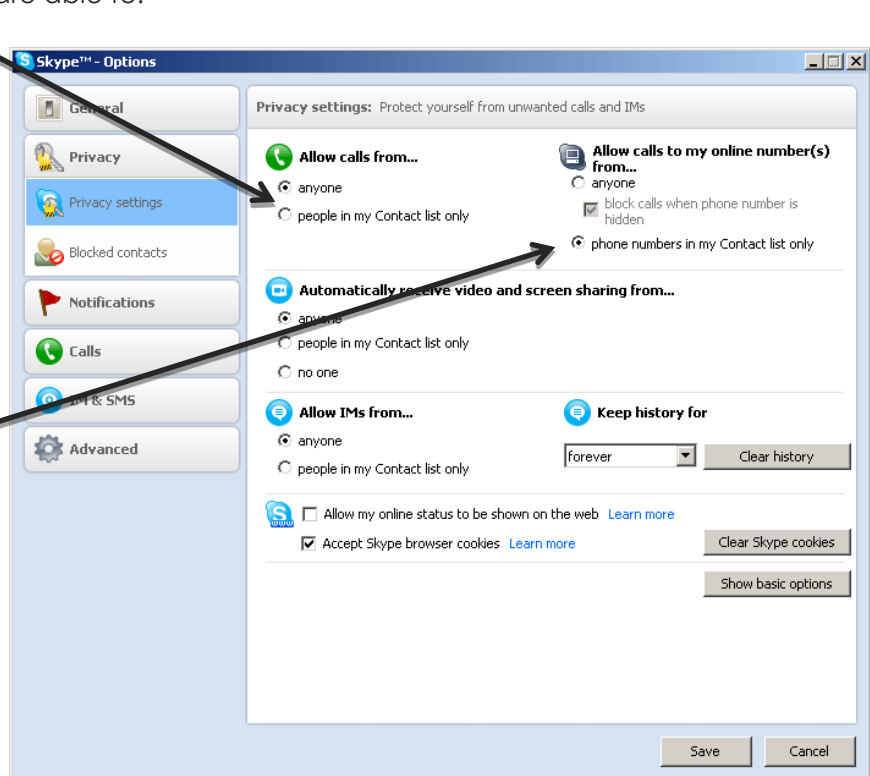 are able to:
Skype™ - Options
General
Privacy
Privacy settings
Blocked contacts
Notifications
Calls
IM & SMS
Advanced
Privacy settings: Protect yourself from unwanted calls and IMs
Allow calls from...
anyone
people in my Contact list only
Allow calls to my online number(s)
from...
anyone
block calls when phone number is
hidden
phone numbers in my Contact list only
Automatically receive video and screen sharing from...
anyone
people in my Contact list only
no one
Allow IMs from...
anyone
people in my Contact list only
Keep history for
forever
Clear history
Allow my online status to be shown on the web Learn more
Accept Skype browser cookies Learn more
Clear Skype cookies
Show basic options
Save
Cancel